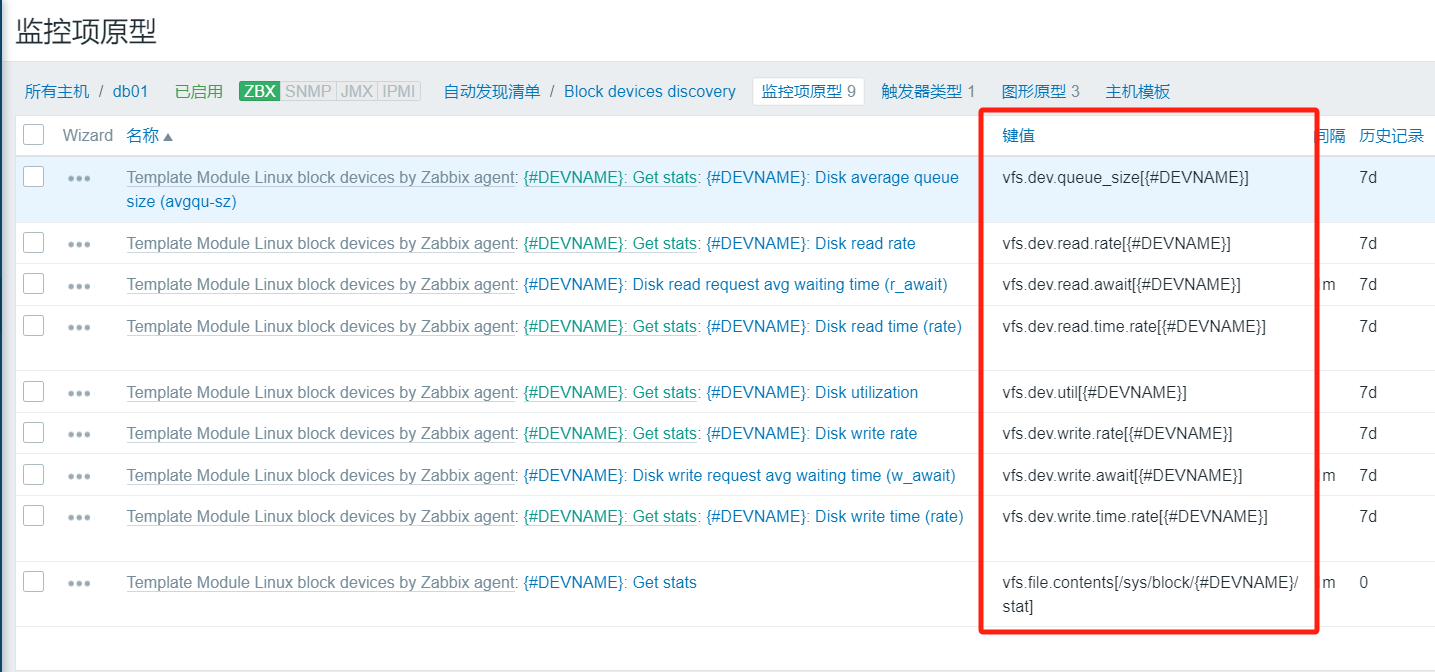 监控项原型
所有主机 / db01 已启用 ZBX SNMP JMX IPMI 自动发现清单 / Block devices discovery 监控项原型 9 触发器类型 1 图形原型 3 主机模板
Wizard 名称▲ 键值 间隔 历史记录
Template Module Linux block devices by Zabbix agent: {#DEVNAME}: Get stats: {#DEVNAME}: Disk average queue vfs.dev.queue_size[{#DEVNAME}] 7d
size (avgqu-sz)
Template Module Linux block devices by Zabbix agent: {#DEVNAME}: Get stats: {#DEVNAME}: Disk read rate vfs.dev.read.rate[{#DEVNAME}] 7d
Template Module Linux block devices by Zabbix agent: {#DEVNAME}: Disk read request avg waiting time (r_await) vfs.dev.read.await[{#DEVNAME}] m 7d
Template Module Linux block devices by Zabbix agent: {#DEVNAME}: Get stats: {#DEVNAME}: Disk read time (rate) vfs.dev.read.time.rate[{#DEVNAME}] 7d
Template Module Linux block devices by Zabbix agent: {#DEVNAME}: Get stats: {#DEVNAME}: Disk utilization vfs.dev.util[{#DEVNAME}] 7d
Template Module Linux block devices by Zabbix agent: {#DEVNAME}: Get stats: {#DEVNAME}: Disk write rate vfs.dev.write.rate[{#DEVNAME}] 7d
Template Module Linux block devices by Zabbix agent: {#DEVNAME}: Disk write request avg waiting time (w_await) vfs.dev.write.await[{#DEVNAME}] m 7d
Template Module Linux block devices by Zabbix agent: {#DEVNAME}: Get stats: {#DEVNAME}: Disk write time (rate) vfs.dev.write.time.rate[{#DEVNAME}] 7d
Template Module Linux block devices by Zabbix agent: {#DEVNAME}: Get stats vfs.file.contents[/sys/block/{#DEVNAME}/ m 0
stat]